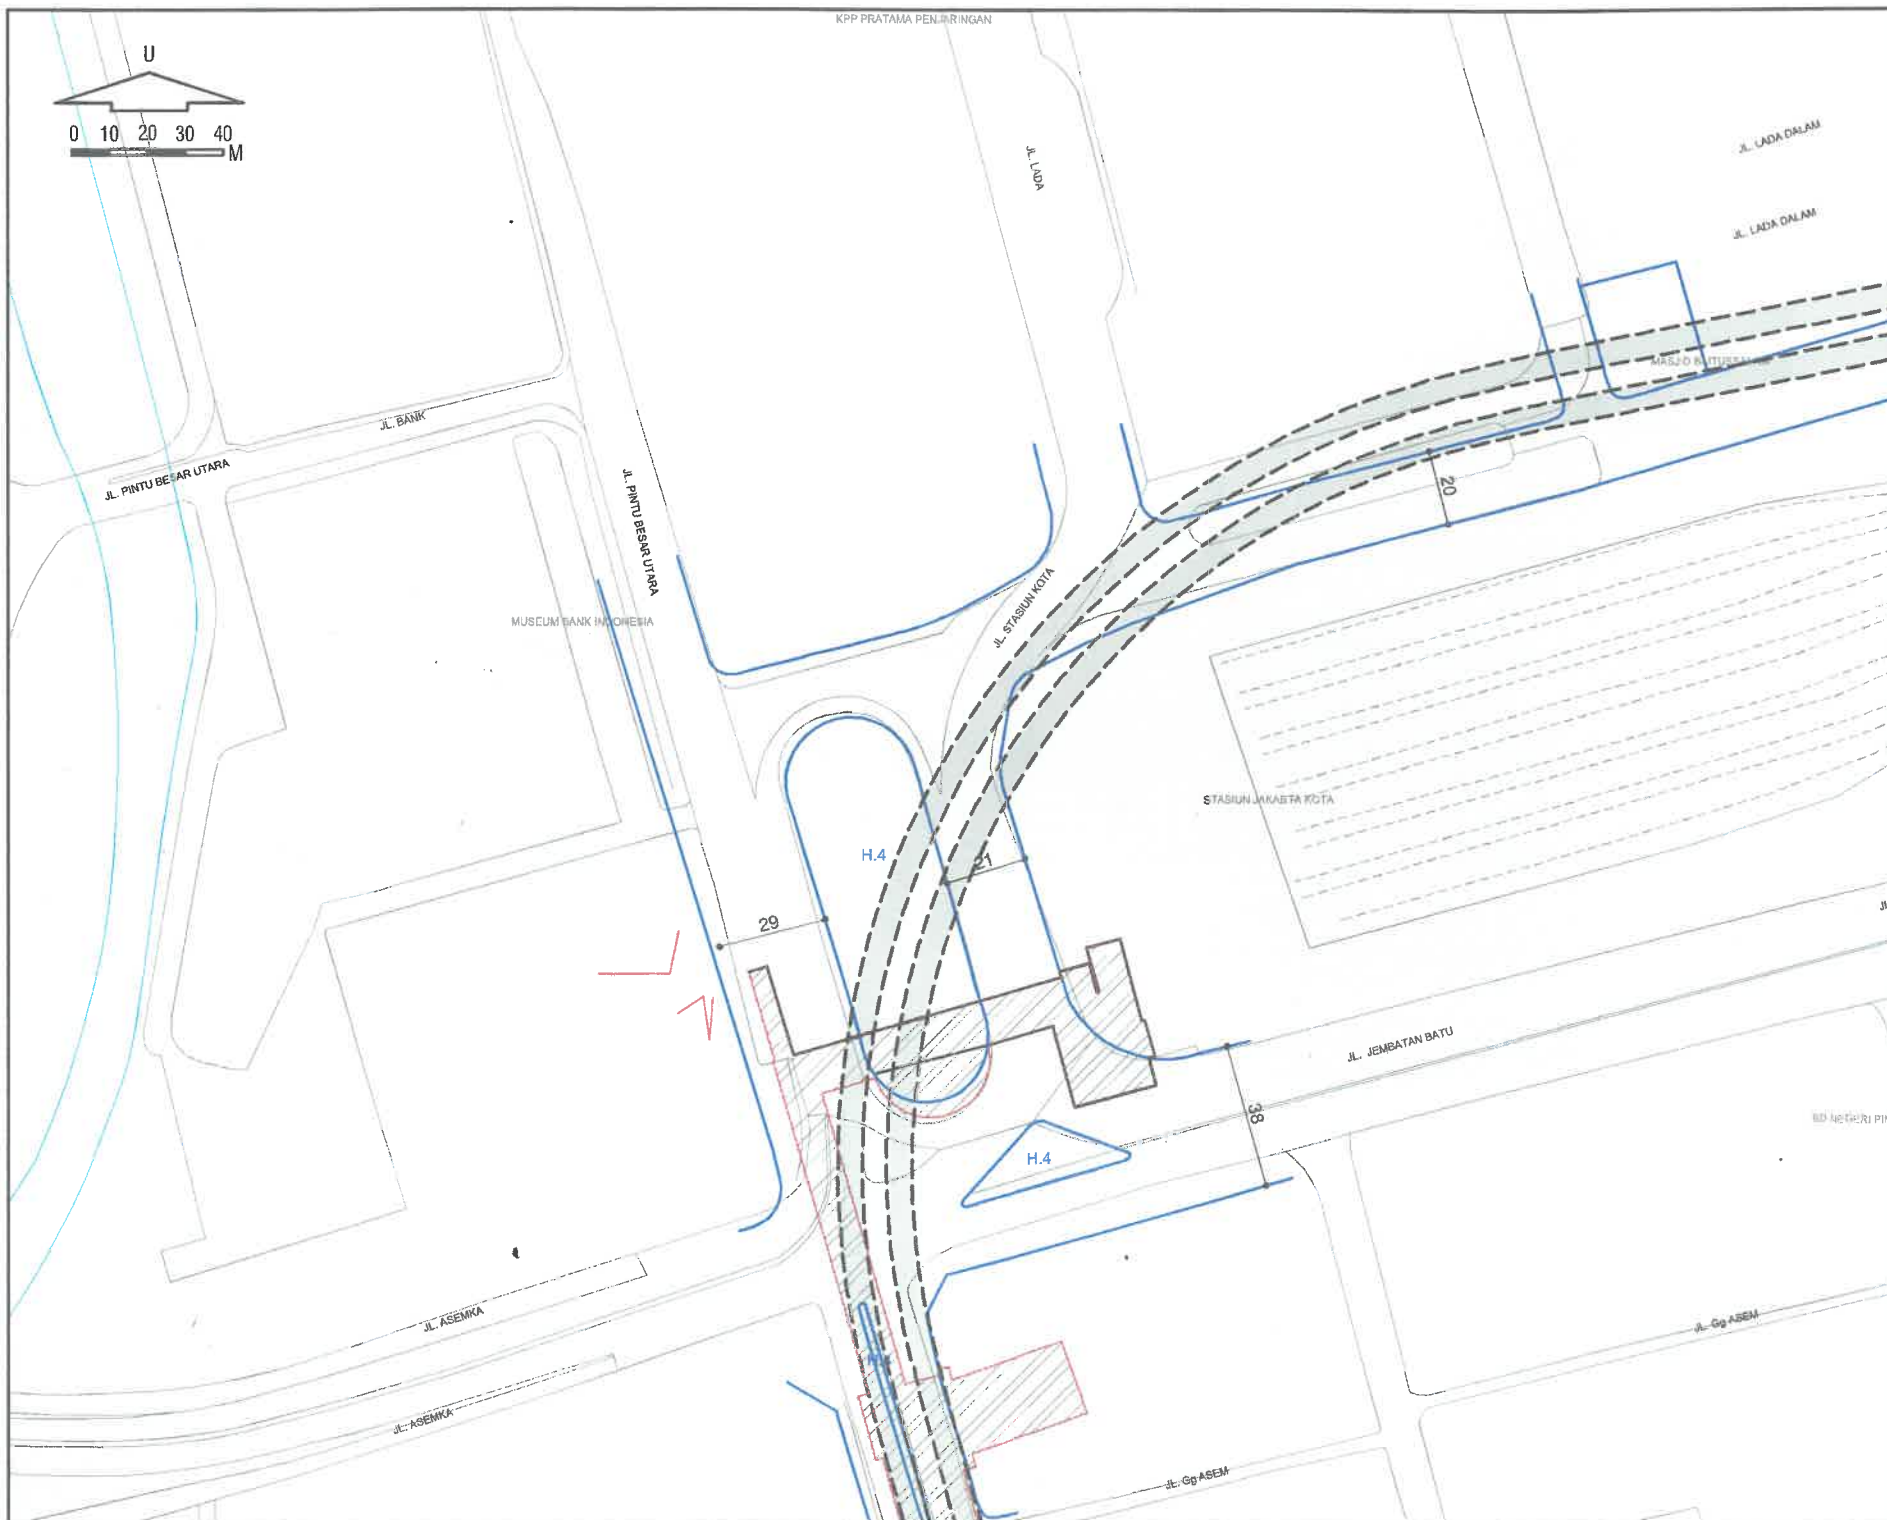 KPP PRATAMA PENJARINGAN
U
0 10 20 30 40
M
JL. LADA DALAM
JL. LADA
JL. LADA DALAM
JL. BANK
JL. PINTU BESAR UTARA
JL. PINTU BESAR UTARA
20
MUSEUM BANK INDONESIA
JL. STASIUN KOTA
STASIUN JAKARTA KOTA
H.4
21
29
JL. JEMBATAN BATU
38
H.4
JL. ASEMKA
JL. Gg ASEM
JL. ASEMKA
JL. Gg ASEM